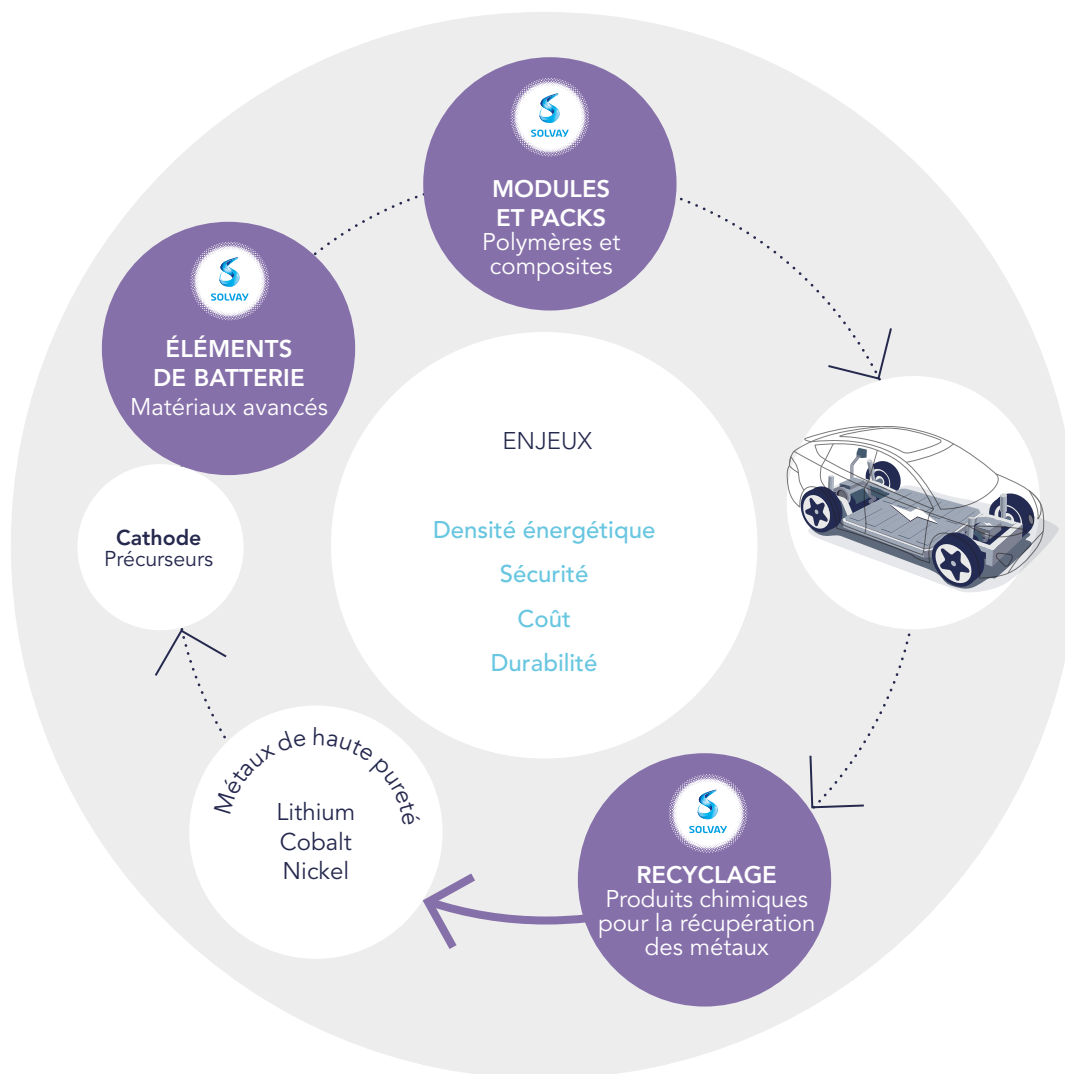 SOLVAY
MODULES
ET PACKS
Polymères et
composites
SOLVAY
ÉLÉMENTS
DE BATTERIE
Matériaux avancés
ENJEUX
Densité énergétique
Sécurité
Coût
Durabilité
Cathode
Précurseurs
Métaux de haute pureté
Lithium
Cobalt
Nickel
SOLVAY
RECYCLAGE
Produits chimiques
pour la récupération
des métaux